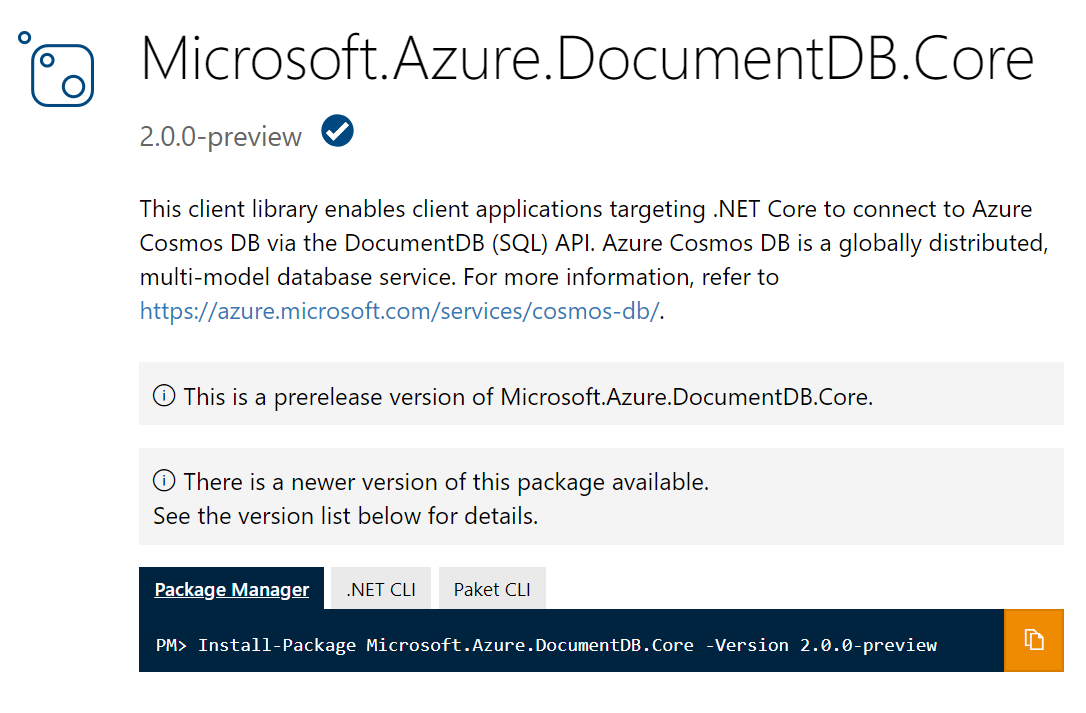 Microsoft.Azure.DocumentDB.Core
2.0.0-preview
This client library enables client applications targeting .NET Core to connect to Azure
Cosmos DB via the DocumentDB (SQL) API. Azure Cosmos DB is a globally distributed,
multi-model database service. For more information, refer to
https://azure.microsoft.com/services/cosmos-db/.
This is a prerelease version of Microsoft.Azure.DocumentDB.Core.
There is a newer version of this package available.
See the version list below for details.
Package Manager .NET CLI Paket CLI
PM> Install-Package Microsoft.Azure.DocumentDB.Core -Version 2.0.0-preview